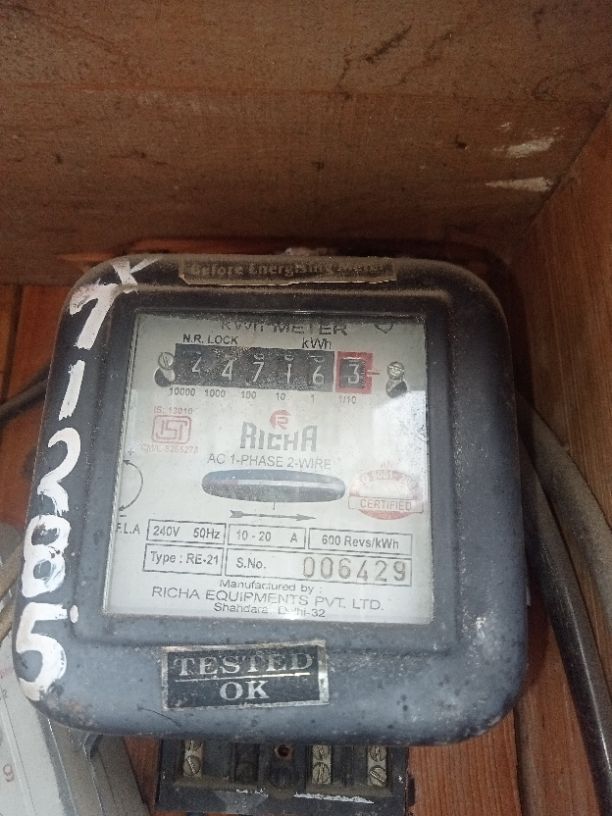 Before Energising Meter
KWh METER
N.R. LOCK kWh
2 4 7 1 6 3
10000 1000 100 10 1 1/10
IS: 13010
ISI
R
RICHA
AC 1-PHASE 2-WIRE
CERTIFIED
F.L.A
240V 50Hz 10-20 A 600 Revs/kWh
Type : RE-21 S.No. 006429
Manufactured by :
RICHA EQUIPMENTS PVT. LTD.
Shahdara Delhi-32
TESTED
OK
71285